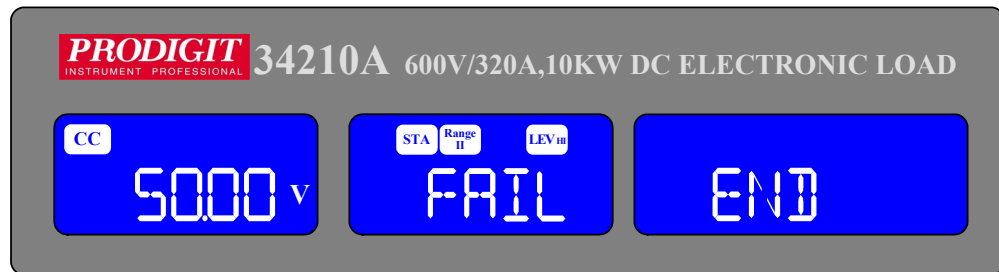 PRODIGIT
INSTRUMENT PROFESSIONAL
34210A 600V/320A,10KW DC ELECTRONIC LOAD
CC
50.00 V
STA Range II LEV HI
FAIL
END